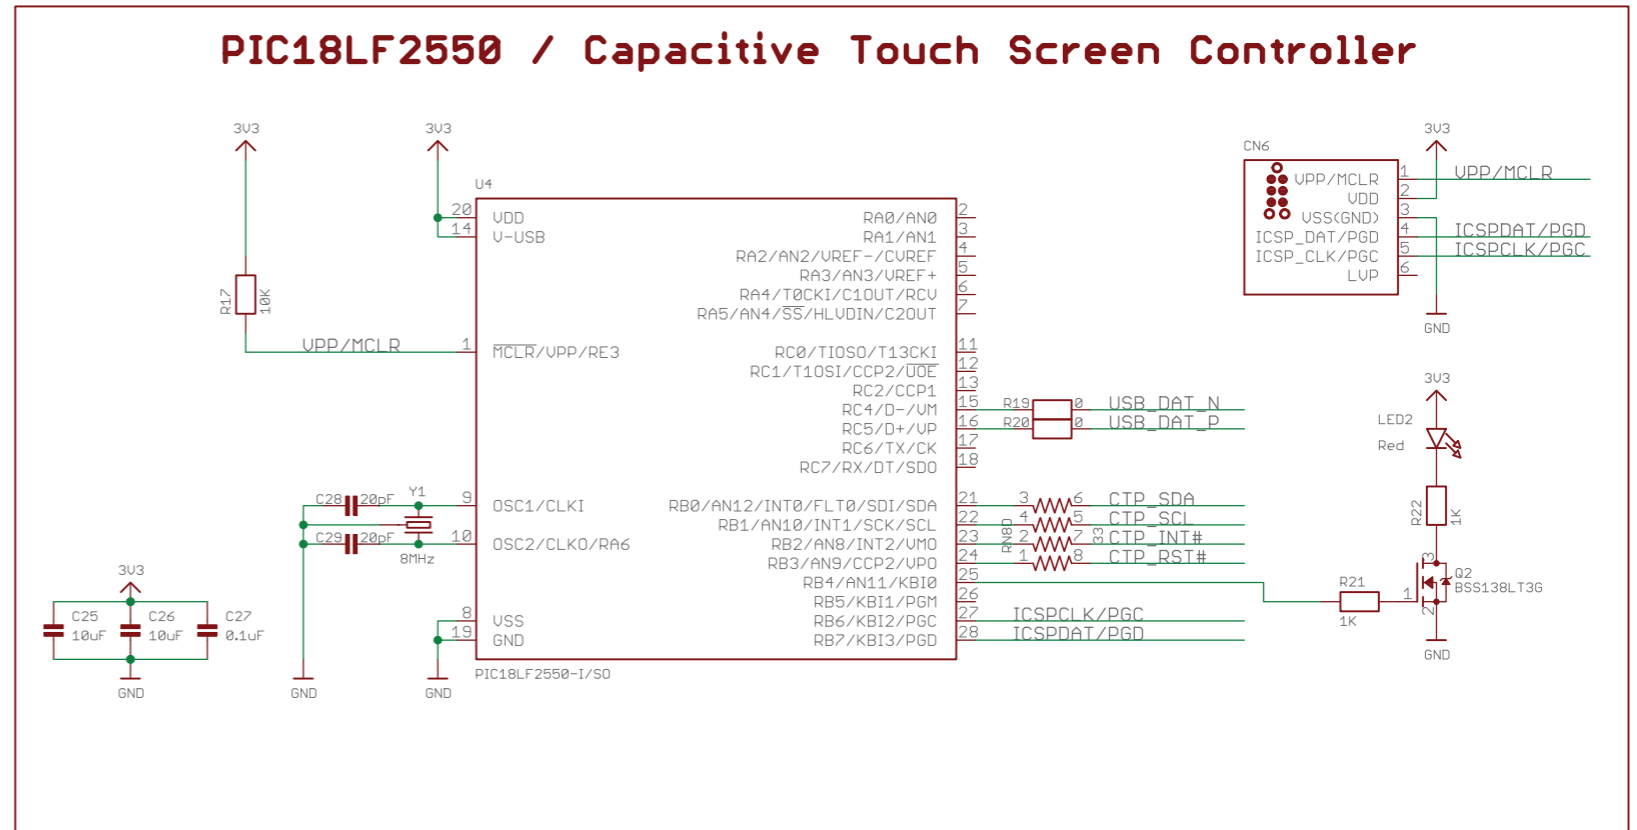 PIC18LF2550 / Capacitive Touch Screen Controller
3V3
R17
10K
VPP/MCLR
3V3
U4
20 VDD
14 V-USB
1 MCLR/VPP/RE3
9 OSC1/CLKI
10 OSC2/CLKO/RA6
8 VSS
19 GND
PIC18LF2550-I/SO
RA0/AN0 2
RA1/AN1 3
RA2/AN2/VREF-/CVREF 4
RA3/AN3/VREF+ 5
RA4/T0CKI/C1OUT/RCV 6
RA5/AN4/SS/HLVDIN/C2OUT 7
RC0/TIOSO/T13CKI 11
RC1/T1OSI/CCP2/UOE 12
RC2/CCP1 13
RC4/D-/VM 15
RC5/D+/VP 16
RC6/TX/CK 17
RC7/RX/DT/SDO 18
RB0/AN12/INT0/FLT0/SDI/SDA 21
RB1/AN10/INT1/SCK/SCL 22
RB2/AN8/INT2/VMO 23
RB3/AN9/CCP2/VPO 24
RB4/AN11/KBI0 25
RB5/KBI1/PGM 26
RB6/KBI2/PGC 27
RB7/KBI3/PGD 28
R19 0 USB_DAT_N
R20 0 USB_DAT_P
3 6 CTP_SDA
4 5 CTP_SCL
2 7 CTP_INT#
1 8 CTP_RST#
33
ICSPCLK/PGC
ICSPDAT/PGD
C28 20pF
Y1
C29 20pF
8MHz
GND
GND
3V3
C25
10uF
C26
10uF
C27
0.1uF
GND
CN6
3V3
VPP/MCLR 1 VPP/MCLR
VDD 2
VSS(GND) 3
ICSP_DAT/PGD 4 ICSPDAT/PGD
ICSP_CLK/PGC 5 ICSPCLK/PGC
LVP 6
GND
3V3
LED2
Red
R22
1K
3
Q2
BSS138LT3G
1
2
R21
1K
GND